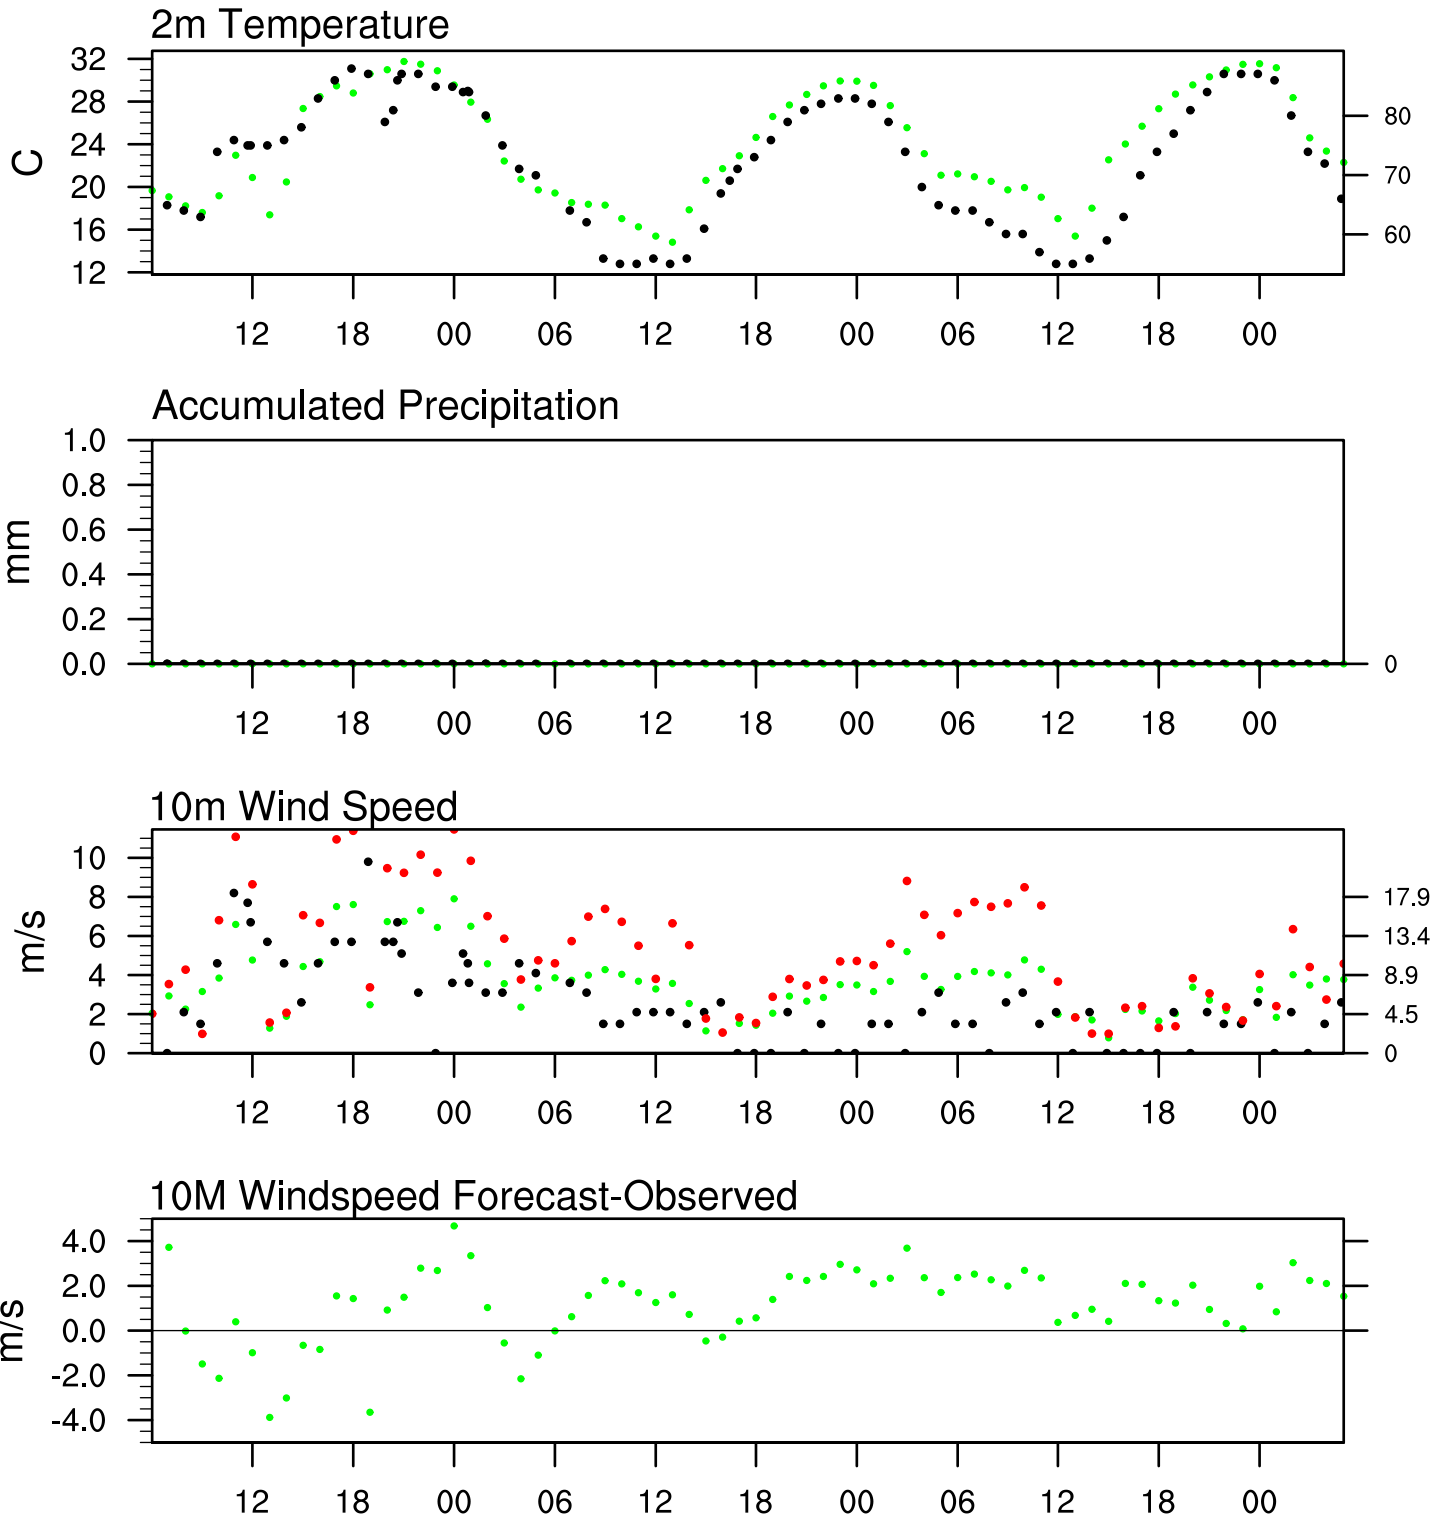 2m Temperature
32
28
24
20
16
12
C
80
70
60
12 18 00 06 12 18 00 06 12 18 00
Accumulated Precipitation
1.0
0.8
0.6
0.4
0.2
0.0
mm
0
12 18 00 06 12 18 00 06 12 18 00
10m Wind Speed
10
8
6
4
2
0
m/s
17.9
13.4
8.9
4.5
0
12 18 00 06 12 18 00 06 12 18 00
10M Windspeed Forecast-Observed
4.0
2.0
0.0
-2.0
-4.0
m/s
12 18 00 06 12 18 00 06 12 18 00